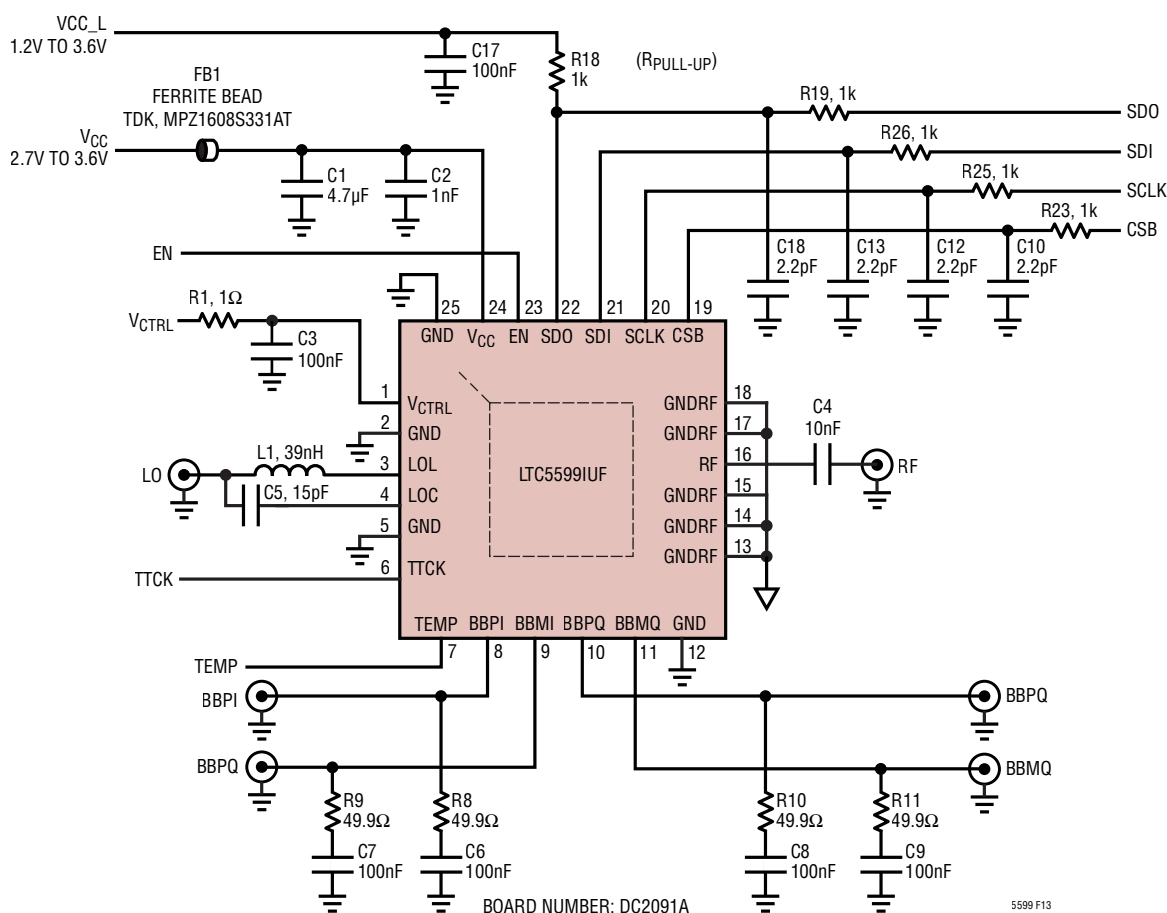 VCC_L
1.2V TO 3.6V
C17
100nF
R18
1k
(RPULL-UP)
FB1
FERRITE BEAD
TDK, MPZ1608S331AT
VCC
2.7V TO 3.6V
C1
4.7µF
C2
1nF
R19, 1k
SDO
R26, 1k
SDI
R25, 1k
SCLK
R23, 1k
CSB
C18
2.2pF
C13
2.2pF
C12
2.2pF
C10
2.2pF
EN
R1, 1Ω
VCTRL
C3
100nF
25 24 23 22 21 20 19
GND VCC EN SDO SDI SCLK CSB
1
VCTRL
2
GND
3
LOL
4
LOC
5
GND
6
TTCK
LO
L1, 39nH
C5, 15pF
TTCK
LTC5599IUF
GNDRF
18
GNDRF
17
RF
16
GNDRF
15
GNDRF
14
GNDRF
13
C4
10nF
RF
TEMP BBPI BBMI BBPQ BBMQ GND
7 8 9 10 11 12
TEMP
BBPI
BBPQ
BBPQ
BBMQ
R9
49.9Ω
R8
49.9Ω
R10
49.9Ω
R11
49.9Ω
C7
100nF
C6
100nF
C8
100nF
C9
100nF
BOARD NUMBER: DC2091A
5599 F13